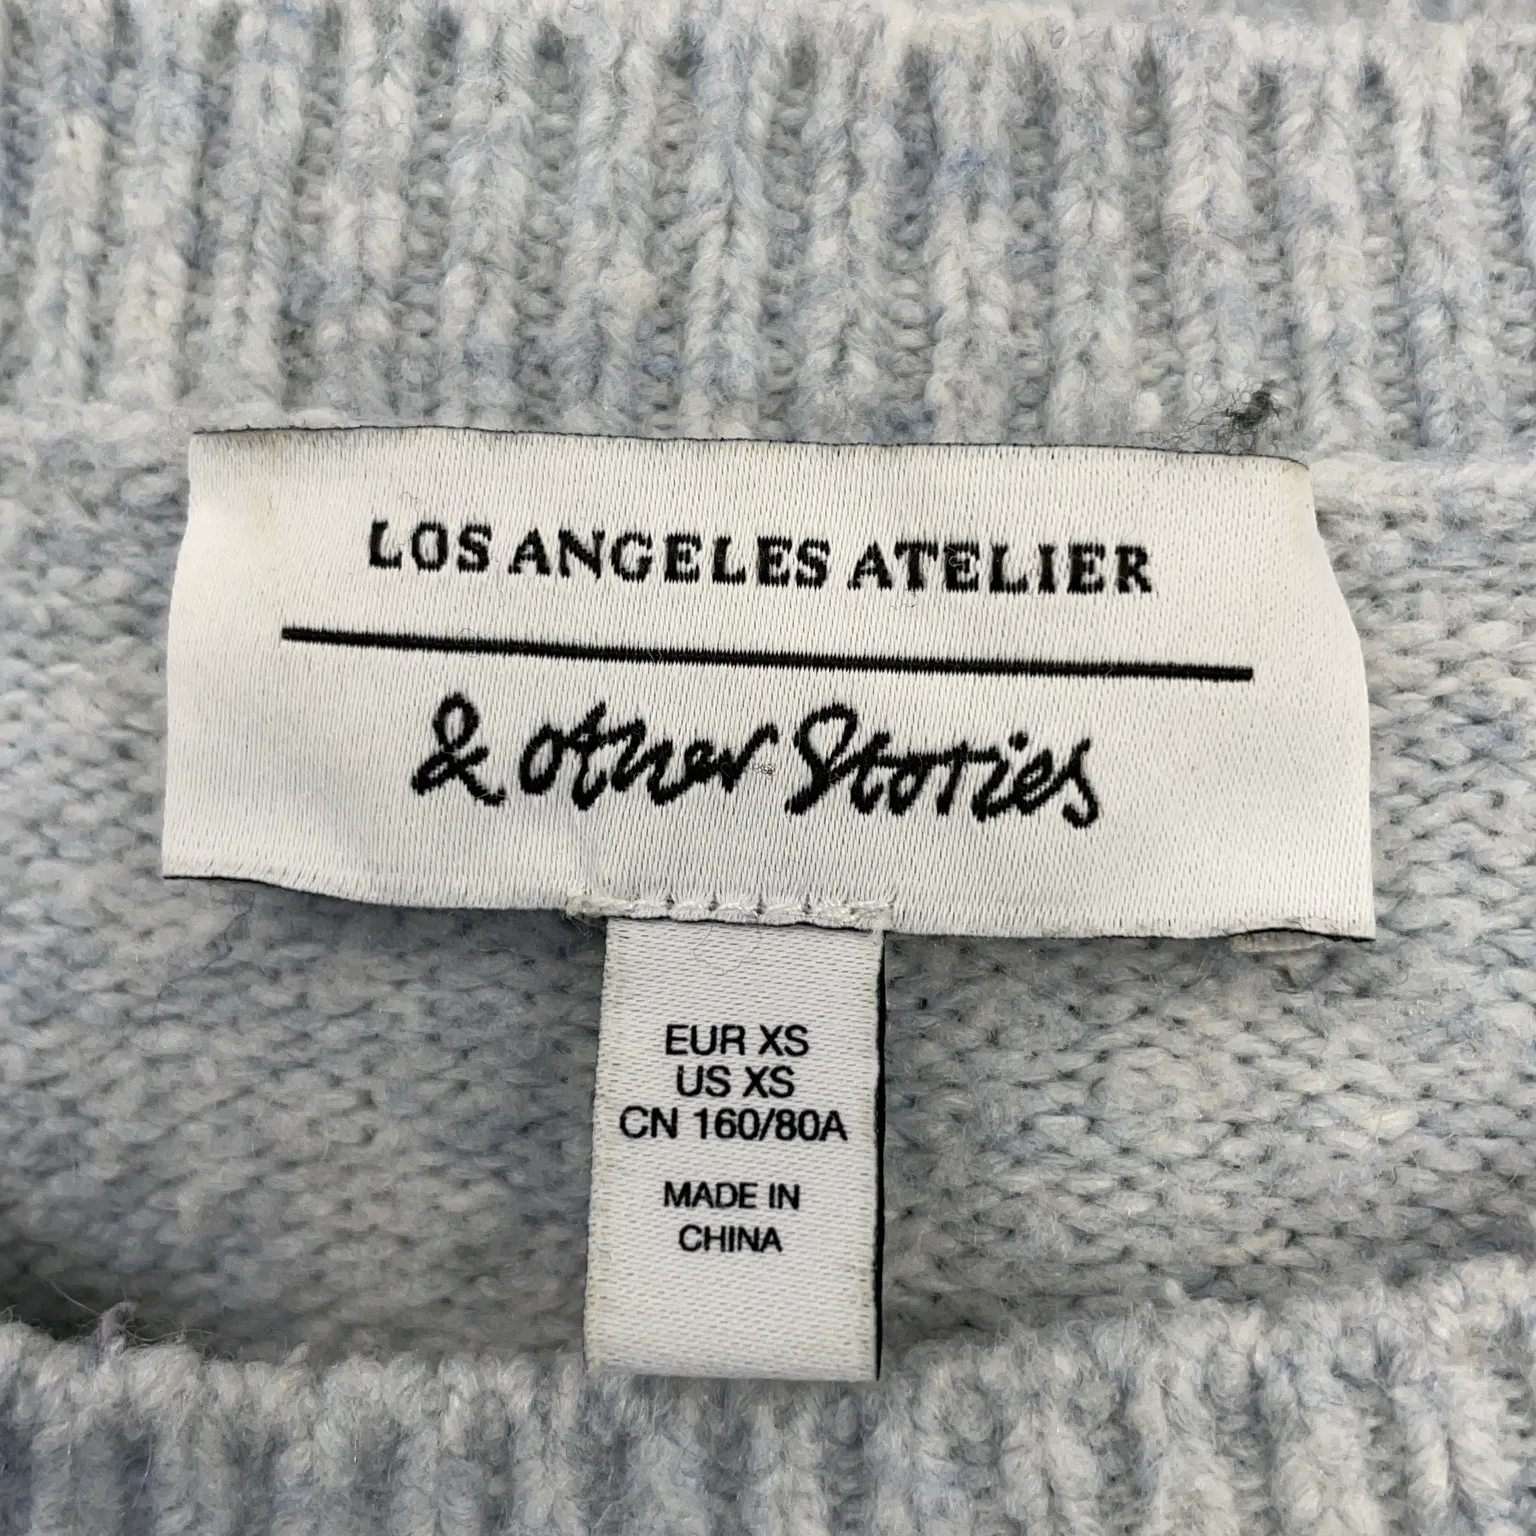 LOS ANGELES ATELIER
& other Stories
EUR XS
US XS
CN 160/80A
MADE IN
CHINA